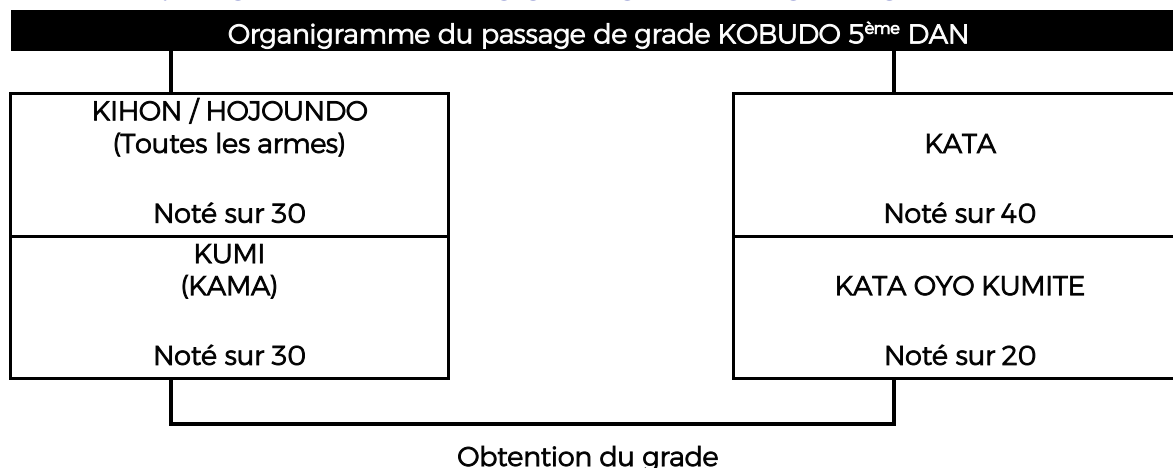 Organigramme du passage de grade KOBUDO 5ème DAN
KIHON / HOJOUNDO
(Toutes les armes)
Noté sur 30
KUMI
(KAMA)
Noté sur 30
KATA
Noté sur 40
KATA OYO KUMITE
Noté sur 20
Obtention du grade